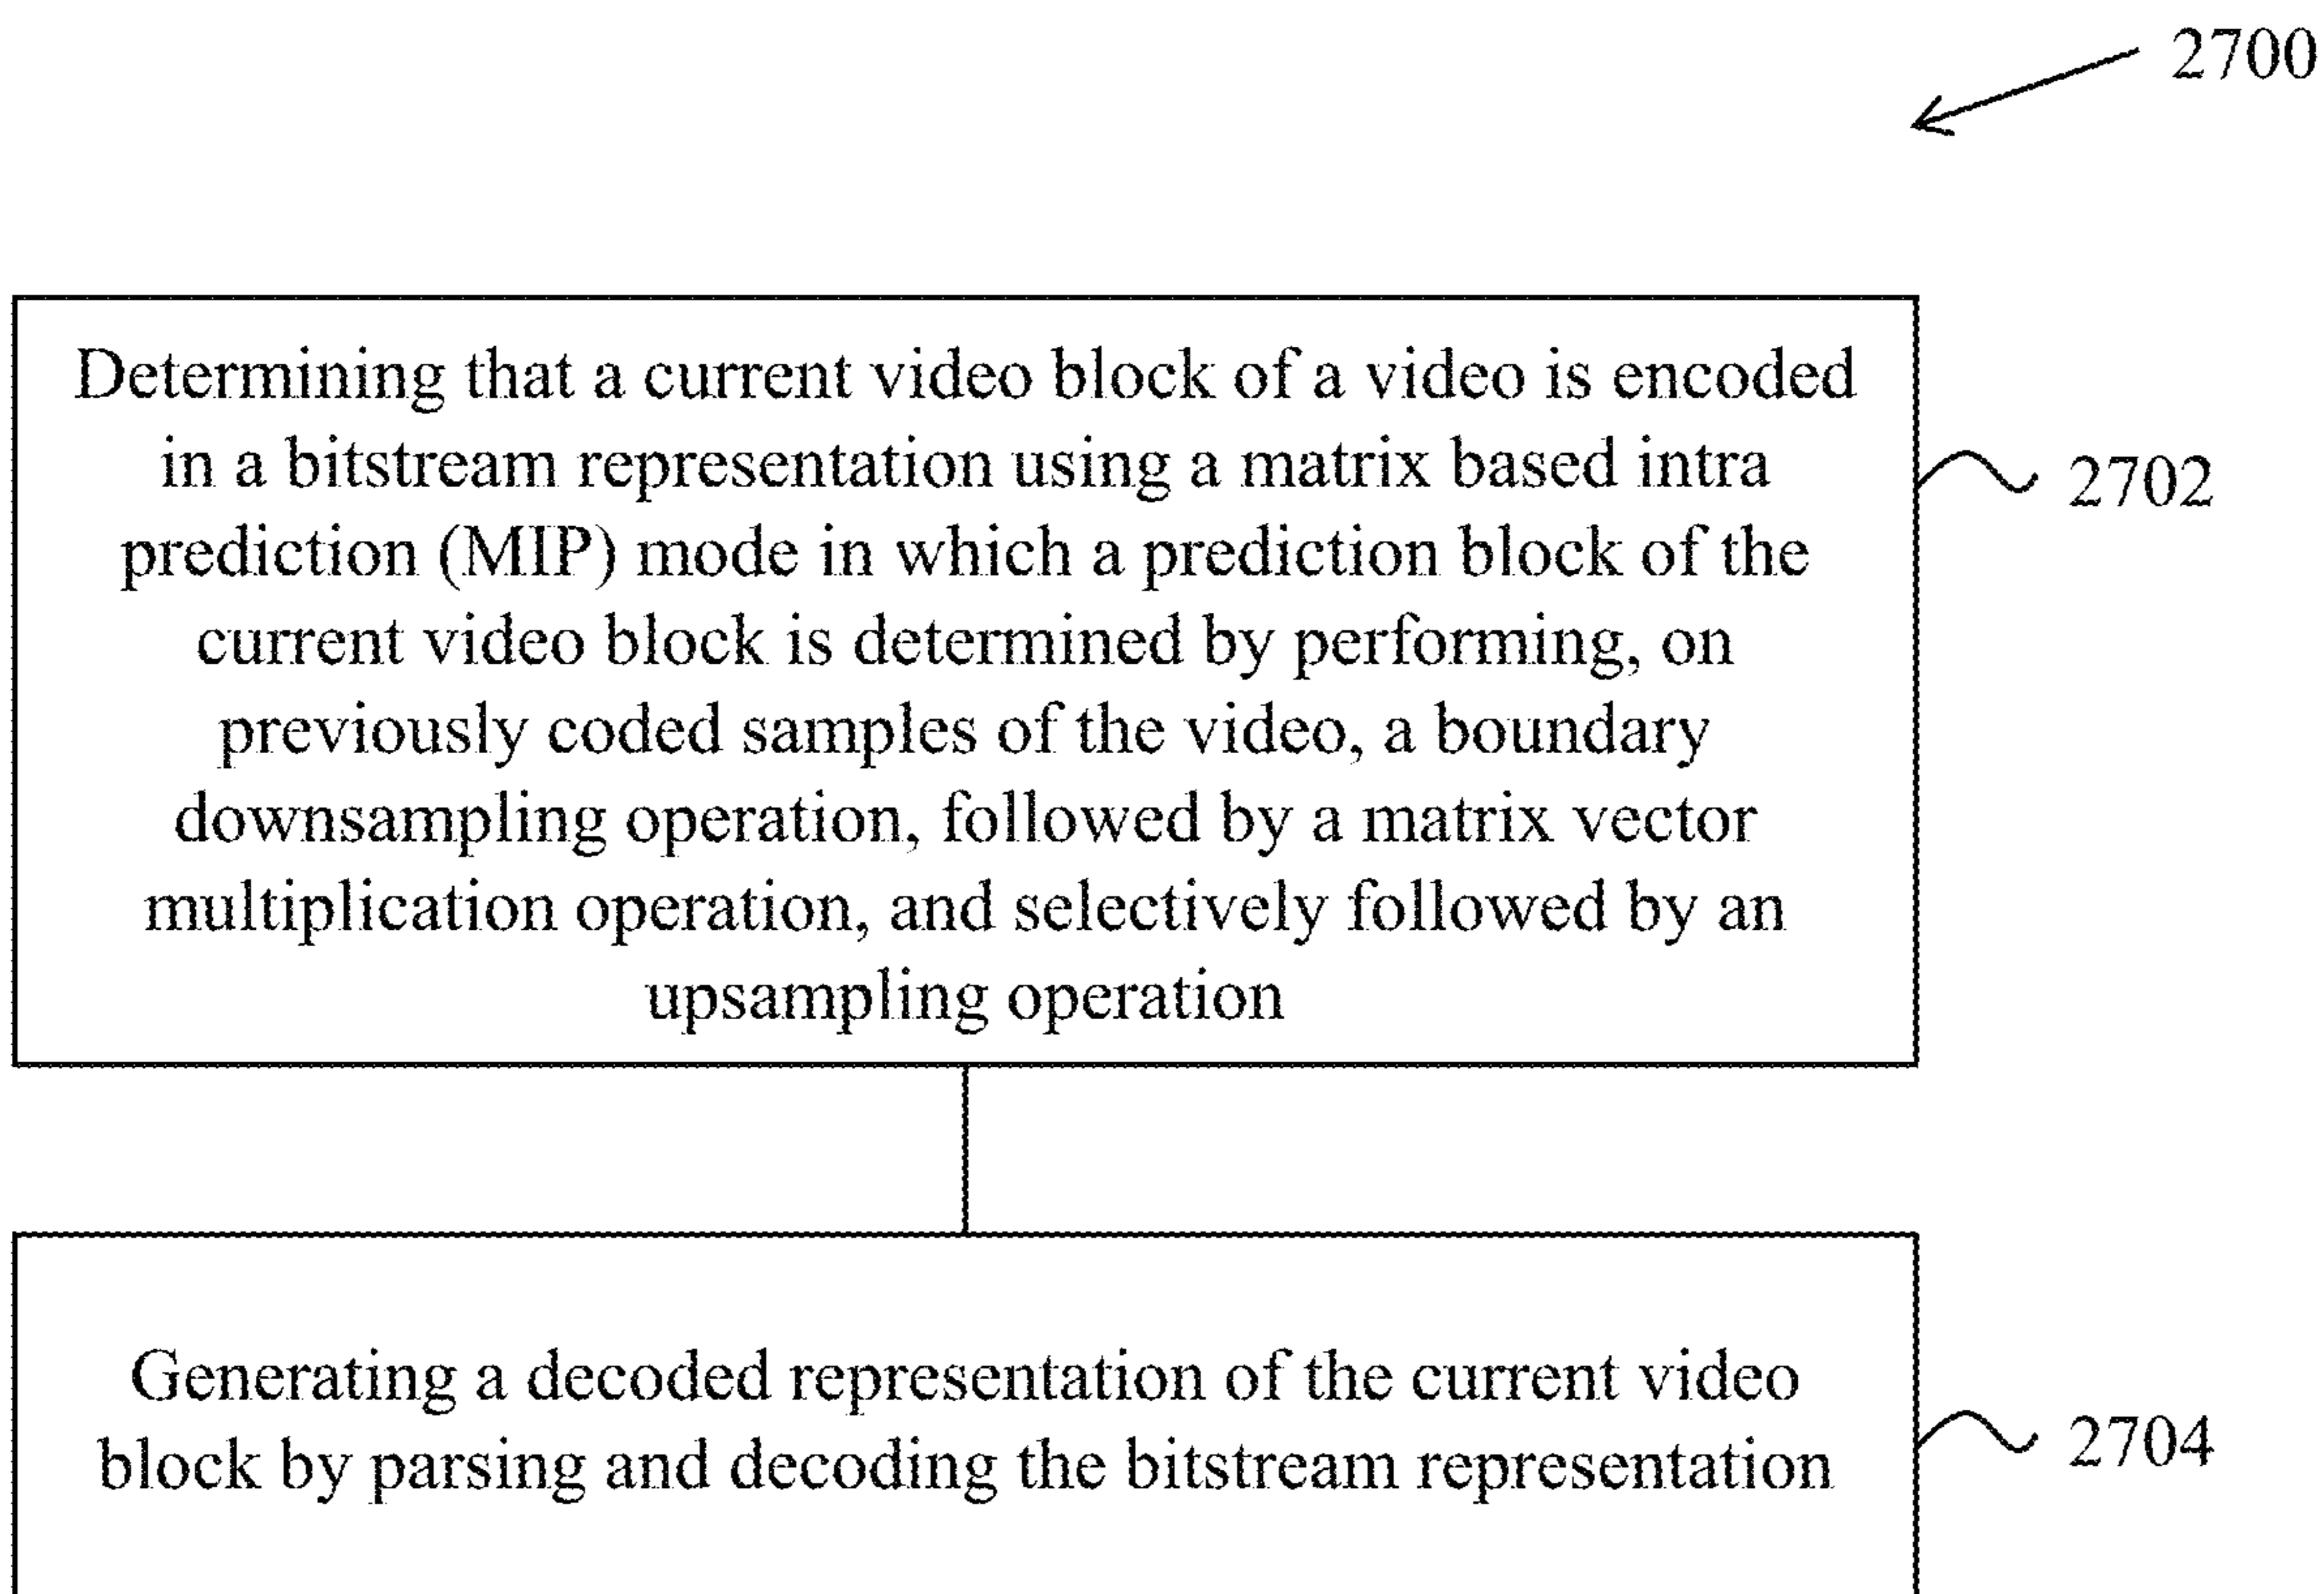 2700
Determining that a current video block of a video is encoded
in a bitstream representation using a matrix based intra
prediction (MIP) mode in which a prediction block of the
current video block is determined by performing, on
previously coded samples of the video, a boundary
downsampling operation, followed by a matrix vector
multiplication operation, and selectively followed by an
upsampling operation
2702
Generating a decoded representation of the current video
block by parsing and decoding the bitstream representation
2704